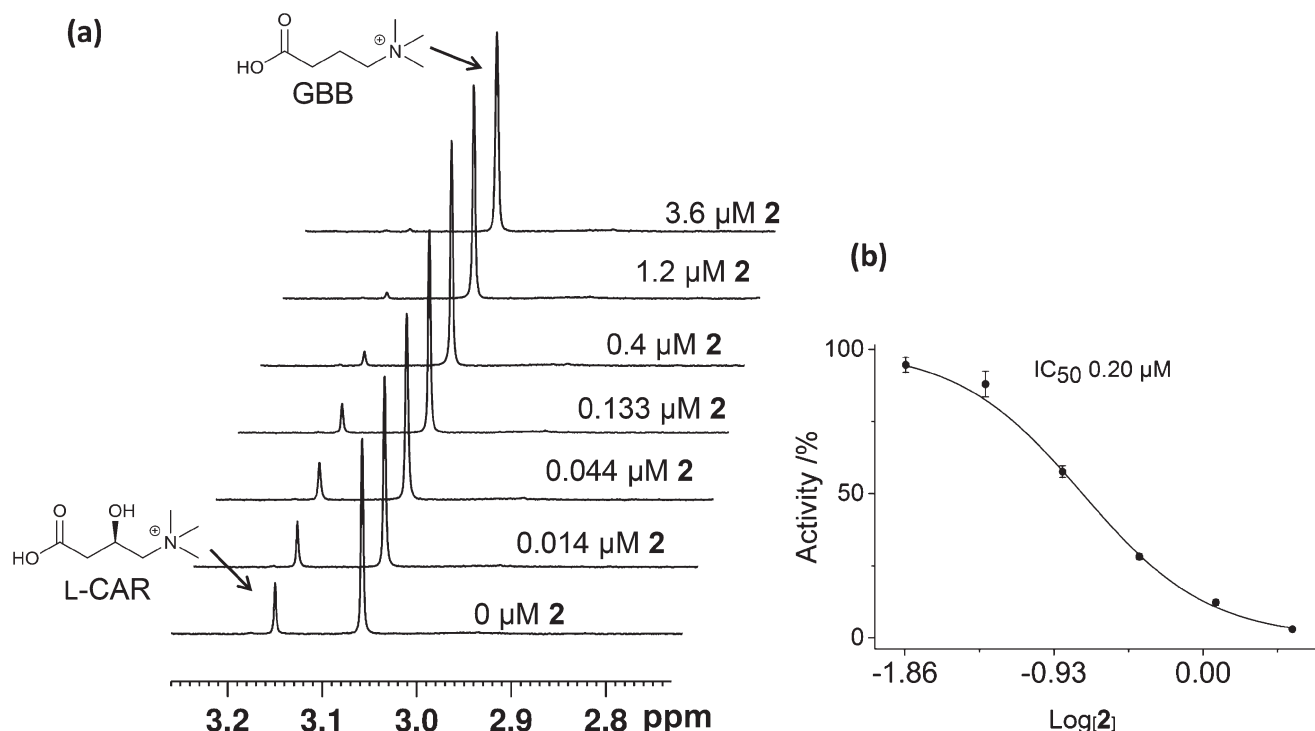 (a)
O
HO
N
⊕
GBB
3.6 µM 2
1.2 µM 2
0.4 µM 2
0.133 µM 2
0.044 µM 2
0.014 µM 2
0 µM 2
O
OH
HO
N
⊕
L-CAR
3.2 3.1 3.0 2.9 2.8 ppm
(b)
IC50 0.20 µM
Activity /%
100
50
0
-1.86 -0.93 0.00
Log[2]